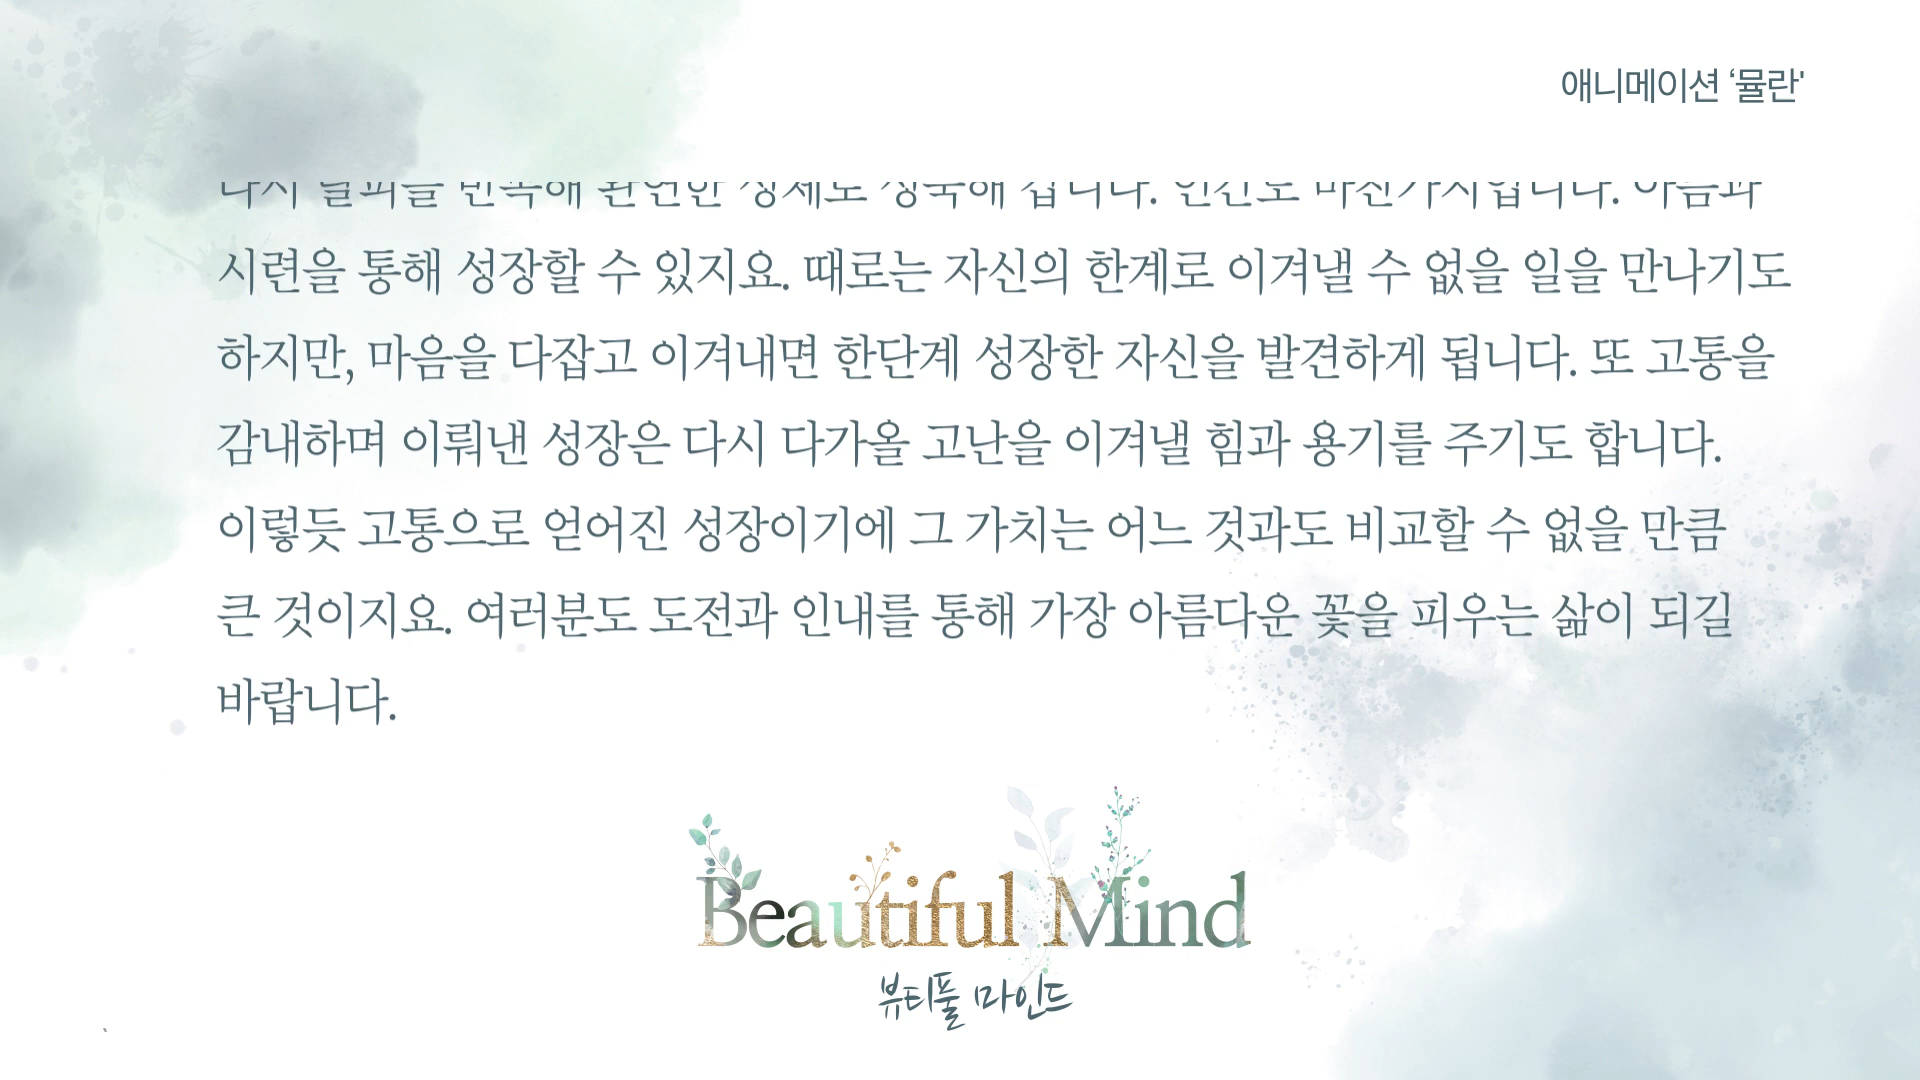 애니메이션 ‘뮬란'
시련을 통해 성장할 수 있지요. 때로는 자신의 한계로 이겨낼 수 없을 일을 만나기도
하지만, 마음을 다잡고 이겨내면 한단계 성장한 자신을 발견하게 됩니다. 또 고통을
감내하며 이뤄낸 성장은 다시 다가올 고난을 이겨낼 힘과 용기를 주기도 합니다.
이렇듯 고통으로 얻어진 성장이기에 그 가치는 어느 것과도 비교할 수 없을 만큼
큰 것이지요. 여러분도 도전과 인내를 통해 가장 아름다운 꽃을 피우는 삶이 되길
바랍니다.
Beautiful Mind
뷰티풀 마인드